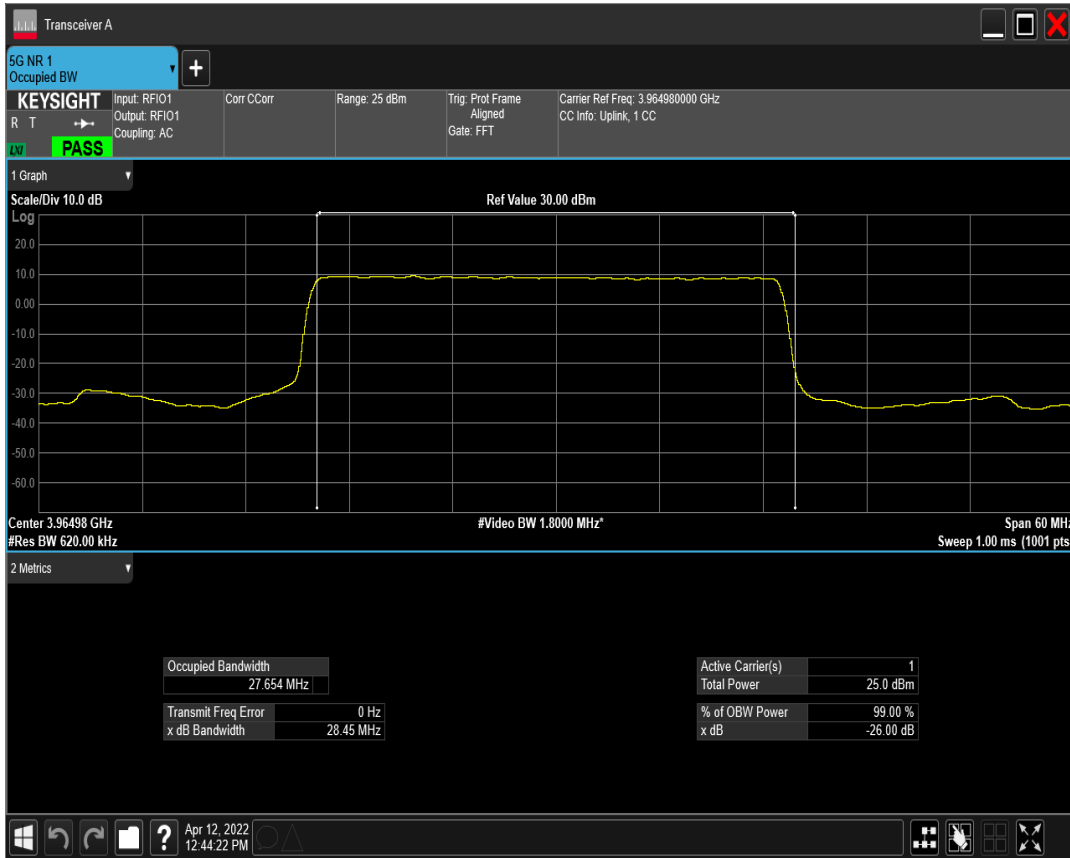 Transceiver A
5G NR 1
Occupied BW
+
KEYSIGHT
R T
LXI
PASS
Input: RFIO1
Output: RFIO1
Coupling: AC
Corr CCorr
Range: 25 dBm
Trig: Prot Frame
Aligned
Gate: FFT
Carrier Ref Freq: 3.964980000 GHz
CC Info: Uplink, 1 CC
1 Graph
Scale/Div 10.0 dB
Ref Value 30.00 dBm
Log
20.0
10.0
0.00
-10.0
-20.0
-30.0
-40.0
-50.0
-60.0
Center 3.96498 GHz
#Video BW 1.8000 MHz*
Span 60 MHz
#Res BW 620.00 kHz
Sweep 1.00 ms (1001 pts
2 Metrics
Occupied Bandwidth
27.654 MHz
Transmit Freq Error 0 Hz
x dB Bandwidth 28.45 MHz
Active Carrier(s) 1
Total Power 25.0 dBm
% of OBW Power 99.00 %
x dB -26.00 dB
?
Apr 12, 2022
12:44:22 PM